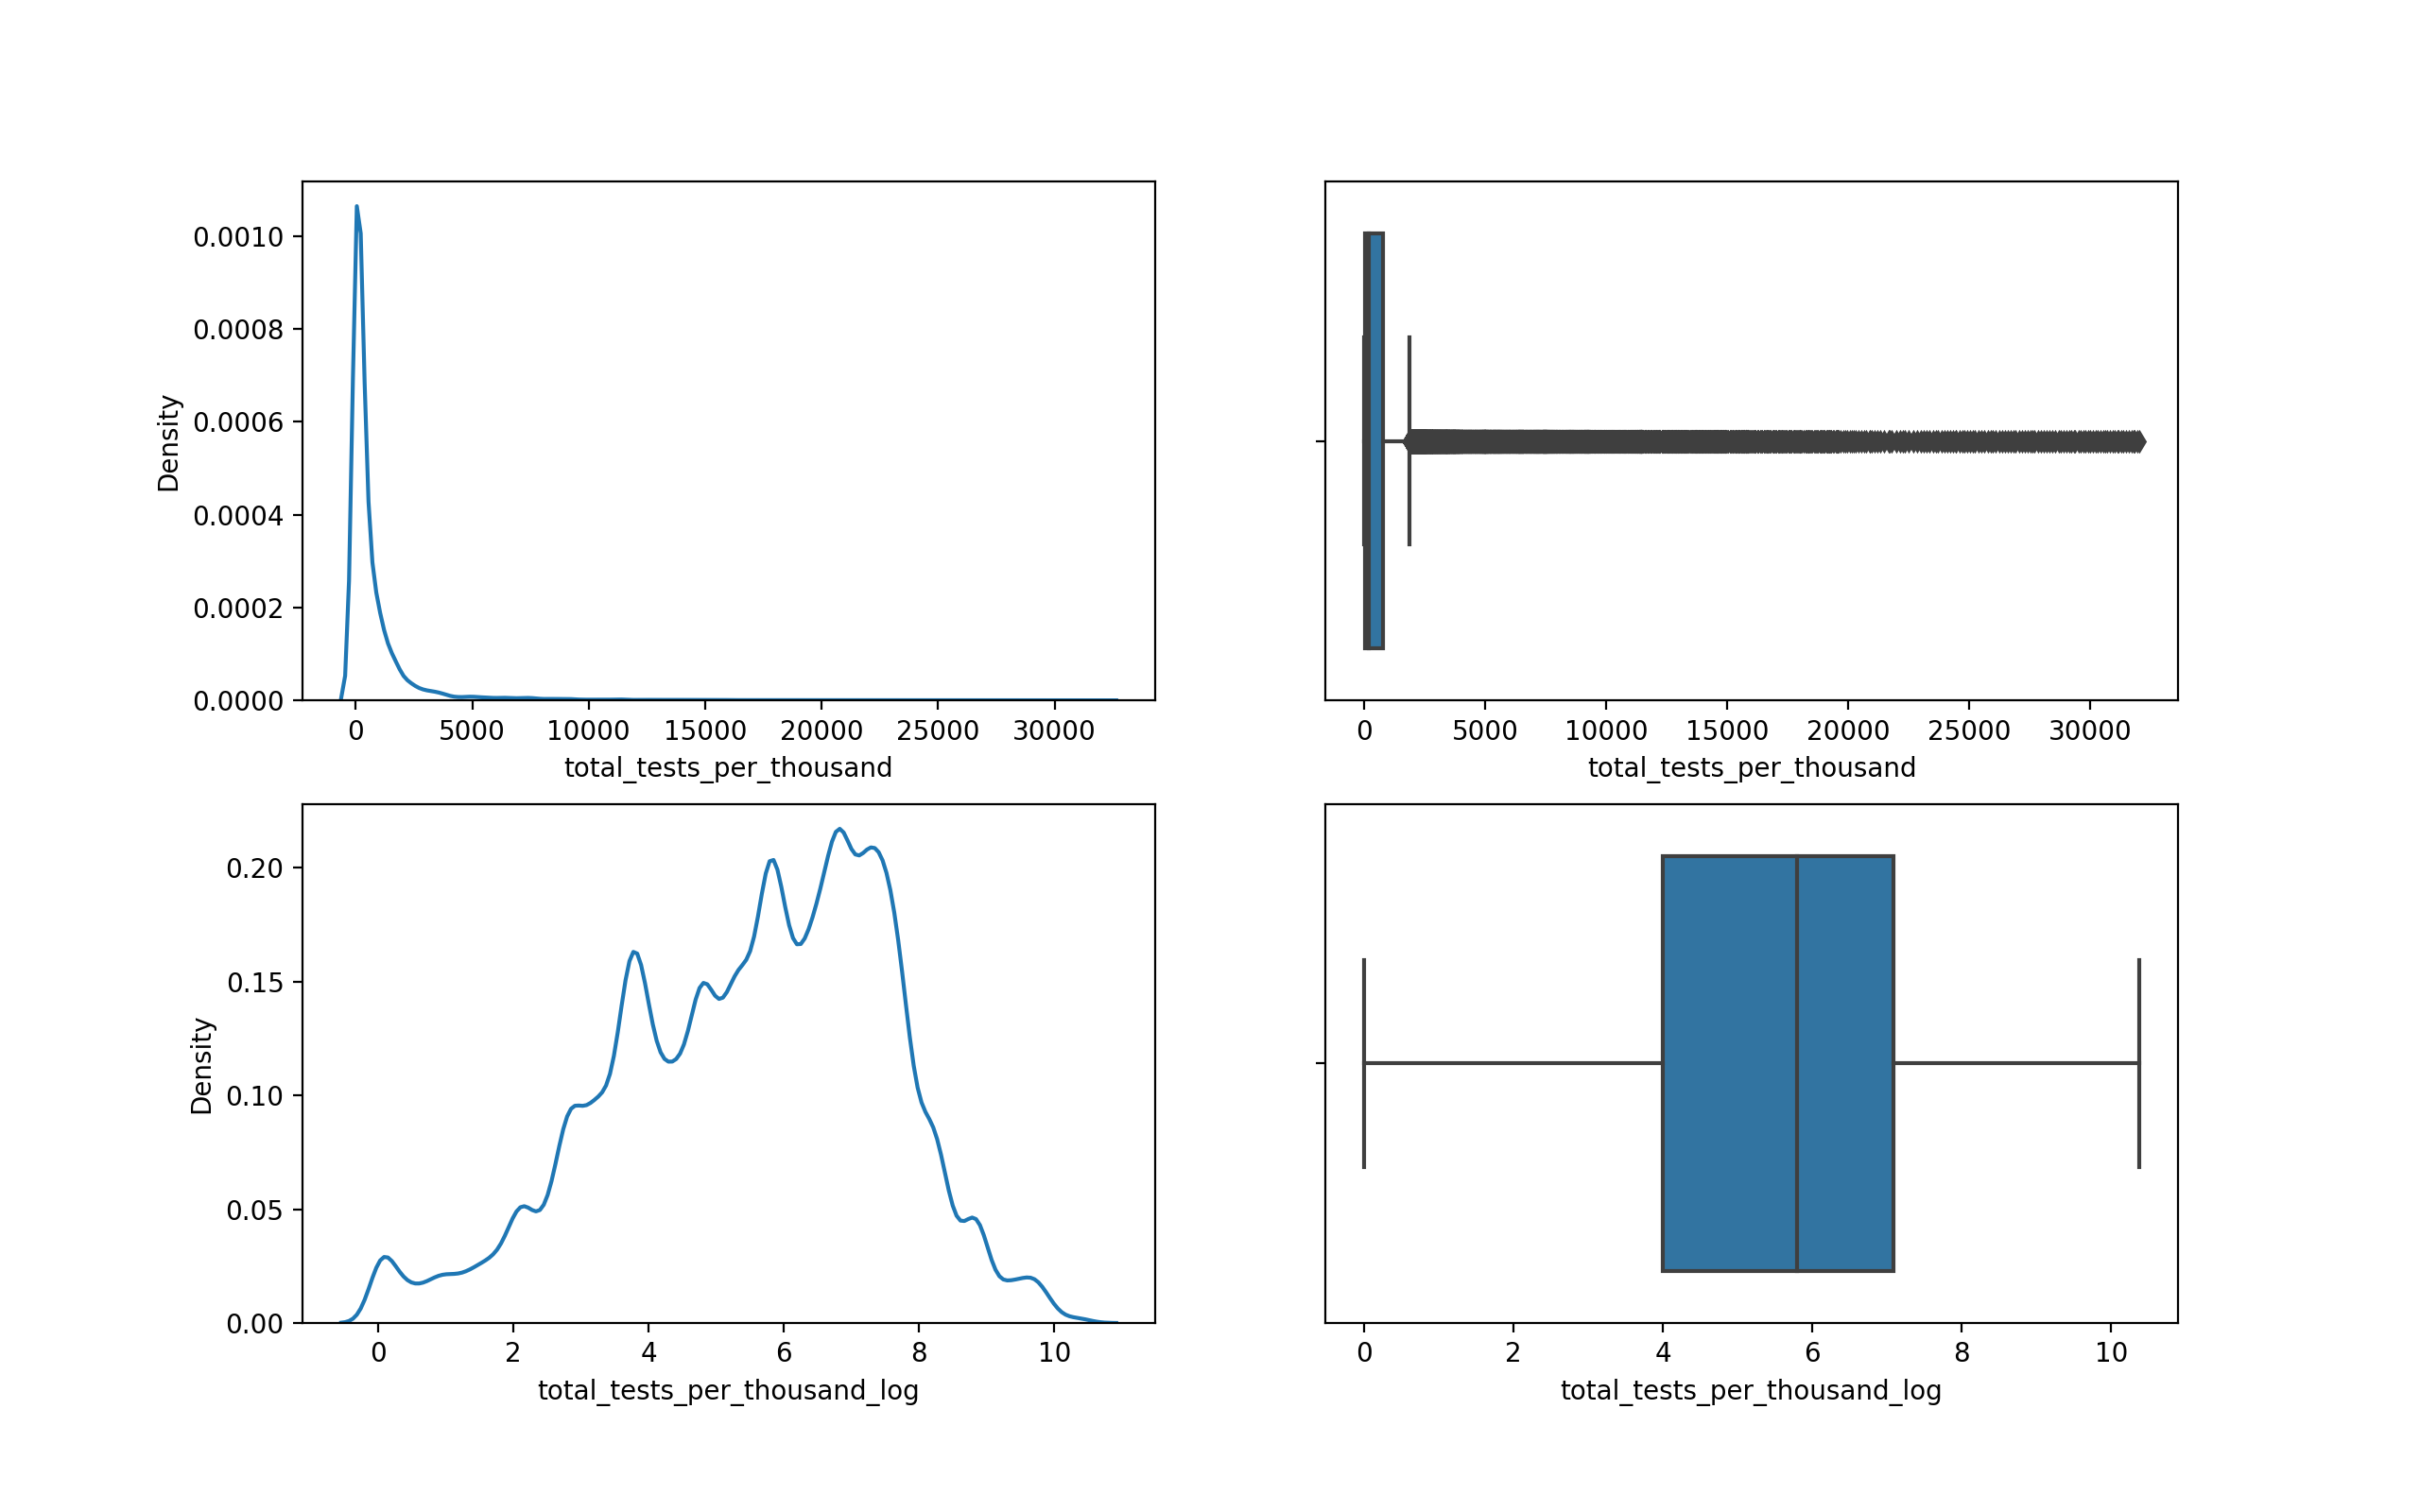 Density
0.0010
0.0008
0.0006
0.0004
0.0002
0.0000
0 5000 10000 15000 20000 25000 30000
total_tests_per_thousand
0 5000 10000 15000 20000 25000 30000
total_tests_per_thousand
Density
0.20
0.15
0.10
0.05
0.00
0 2 4 6 8 10
total_tests_per_thousand_log
0 2 4 6 8 10
total_tests_per_thousand_log